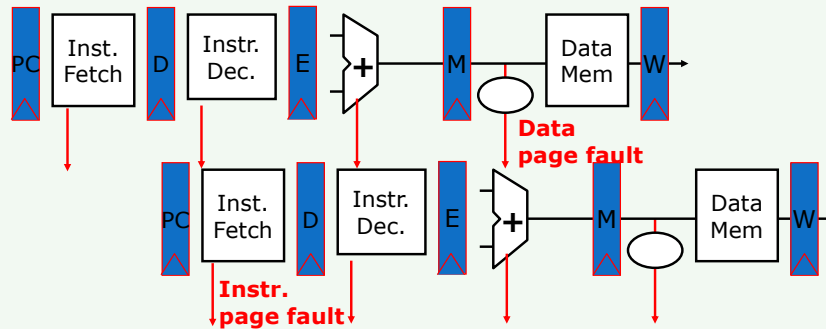 PC
Inst.
Fetch
D
Instr.
Dec.
E
+
M
Data
Mem
W
Data
page fault
PC
Inst.
Fetch
D
Instr.
Dec.
E
+
M
Data
Mem
W
Instr.
page fault